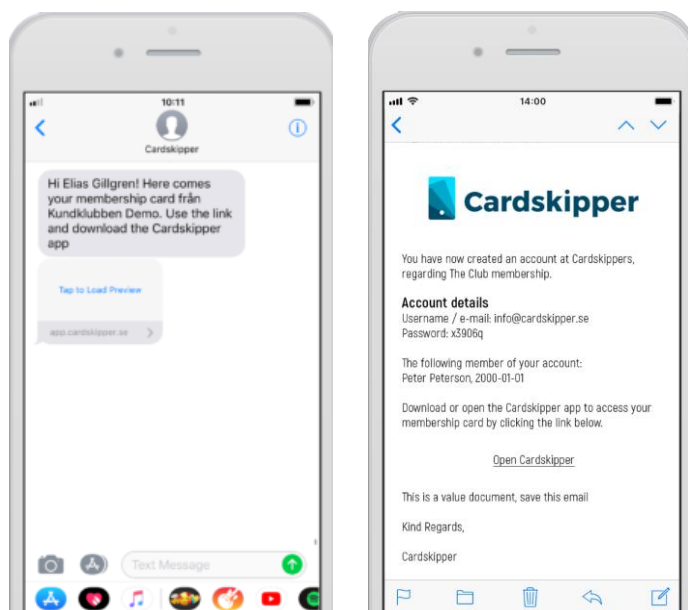 10:11
Cardskipper
Hi Elias Gillgren! Here comes
your membership card från
Kundklubben Demo. Use the link
and download the Cardskipper
app
Tap to Load Preview
app.cardskipper.se
Text Message
14:00
Cardskipper
You have now created an account at Cardskippers,
regarding The Club membership.
Account details
Username / e-mail: info@cardskipper.se
Password: x3906q
The following member of your account:
Peter Peterson, 2000-01-01
Download or open the Cardskipper app to access your
membership card by clicking the link below.
Open Cardskipper
This is a value document, save this email
Kind Regards,
Cardskipper